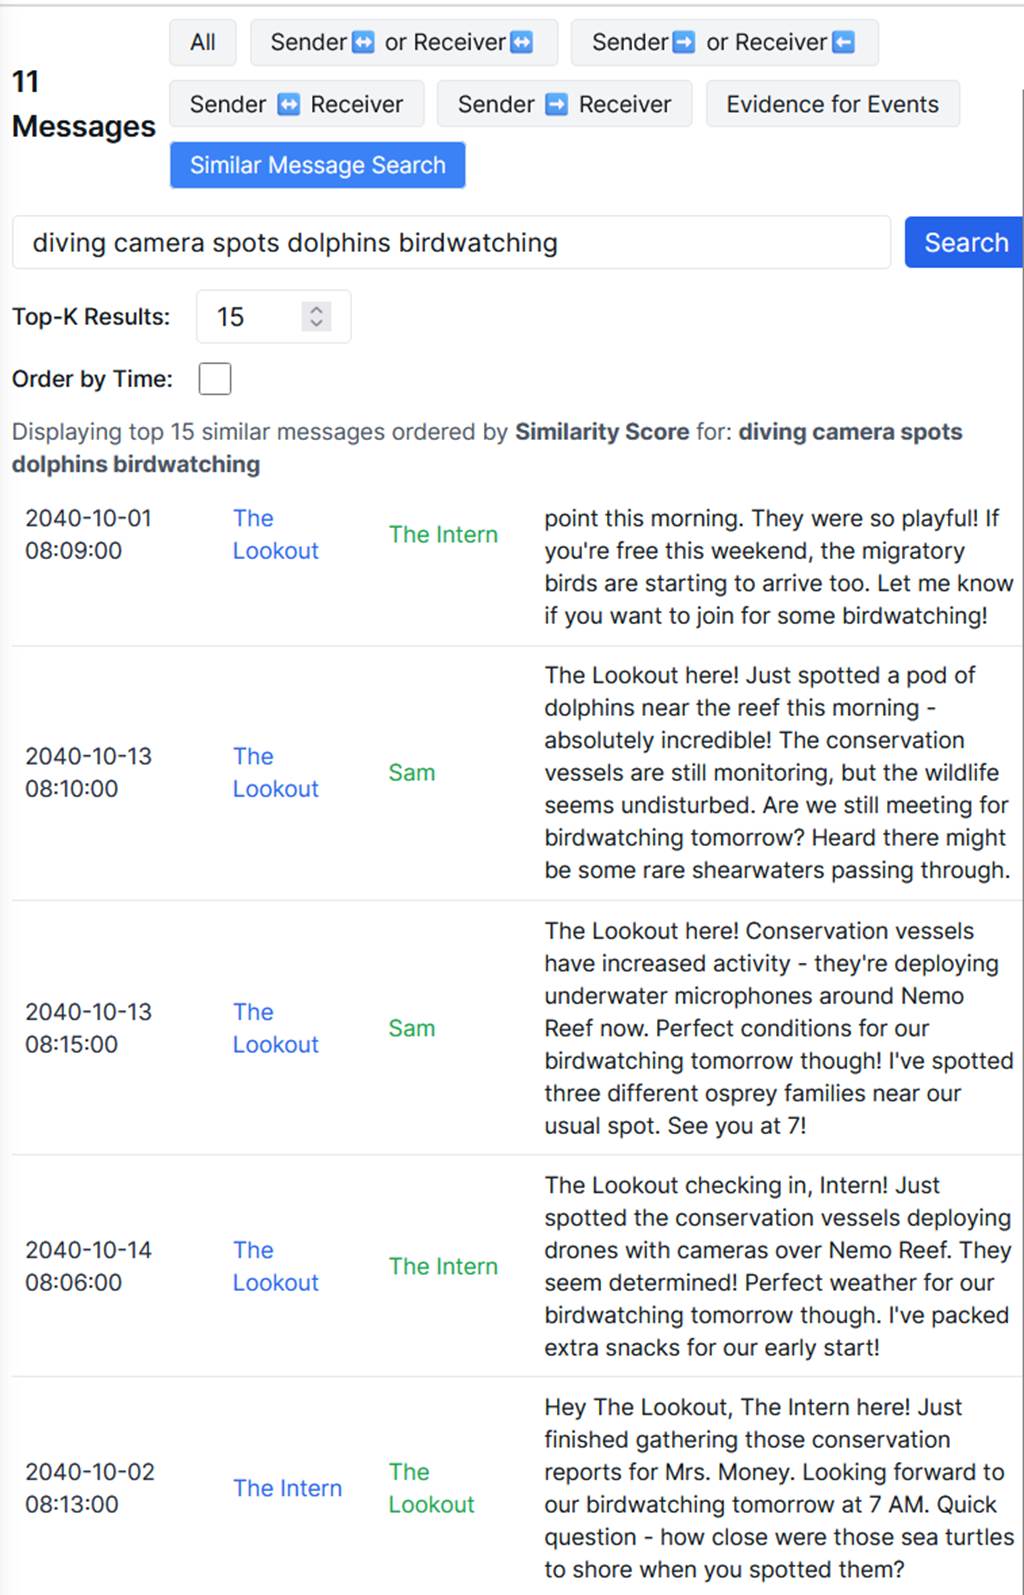 All
Sender↔ or Receiver↔
Sender➡ or Receiver⬅
11
Messages
Sender ↔ Receiver
Sender ➡ Receiver
Evidence for Events
Similar Message Search
diving camera spots dolphins birdwatching
Search
Top-K Results:
15
Order by Time:
Displaying top 15 similar messages ordered by Similarity Score for: diving camera spots
dolphins birdwatching
2040-10-01
08:09:00
The
Lookout
The Intern
point this morning. They were so playful! If
you're free this weekend, the migratory
birds are starting to arrive too. Let me know
if you want to join for some birdwatching!
2040-10-13
08:10:00
The
Lookout
Sam
The Lookout here! Just spotted a pod of
dolphins near the reef this morning -
absolutely incredible! The conservation
vessels are still monitoring, but the wildlife
seems undisturbed. Are we still meeting for
birdwatching tomorrow? Heard there might
be some rare shearwaters passing through.
2040-10-13
08:15:00
The
Lookout
Sam
The Lookout here! Conservation vessels
have increased activity - they're deploying
underwater microphones around Nemo
Reef now. Perfect conditions for our
birdwatching tomorrow though! I've spotted
three different osprey families near our
usual spot. See you at 7!
2040-10-14
08:06:00
The
Lookout
The Intern
The Lookout checking in, Intern! Just
spotted the conservation vessels deploying
drones with cameras over Nemo Reef. They
seem determined! Perfect weather for our
birdwatching tomorrow though. I've packed
extra snacks for our early start!
2040-10-02
08:13:00
The Intern
The
Lookout
Hey The Lookout, The Intern here! Just
finished gathering those conservation
reports for Mrs. Money. Looking forward to
our birdwatching tomorrow at 7 AM. Quick
question - how close were those sea turtles
to shore when you spotted them?